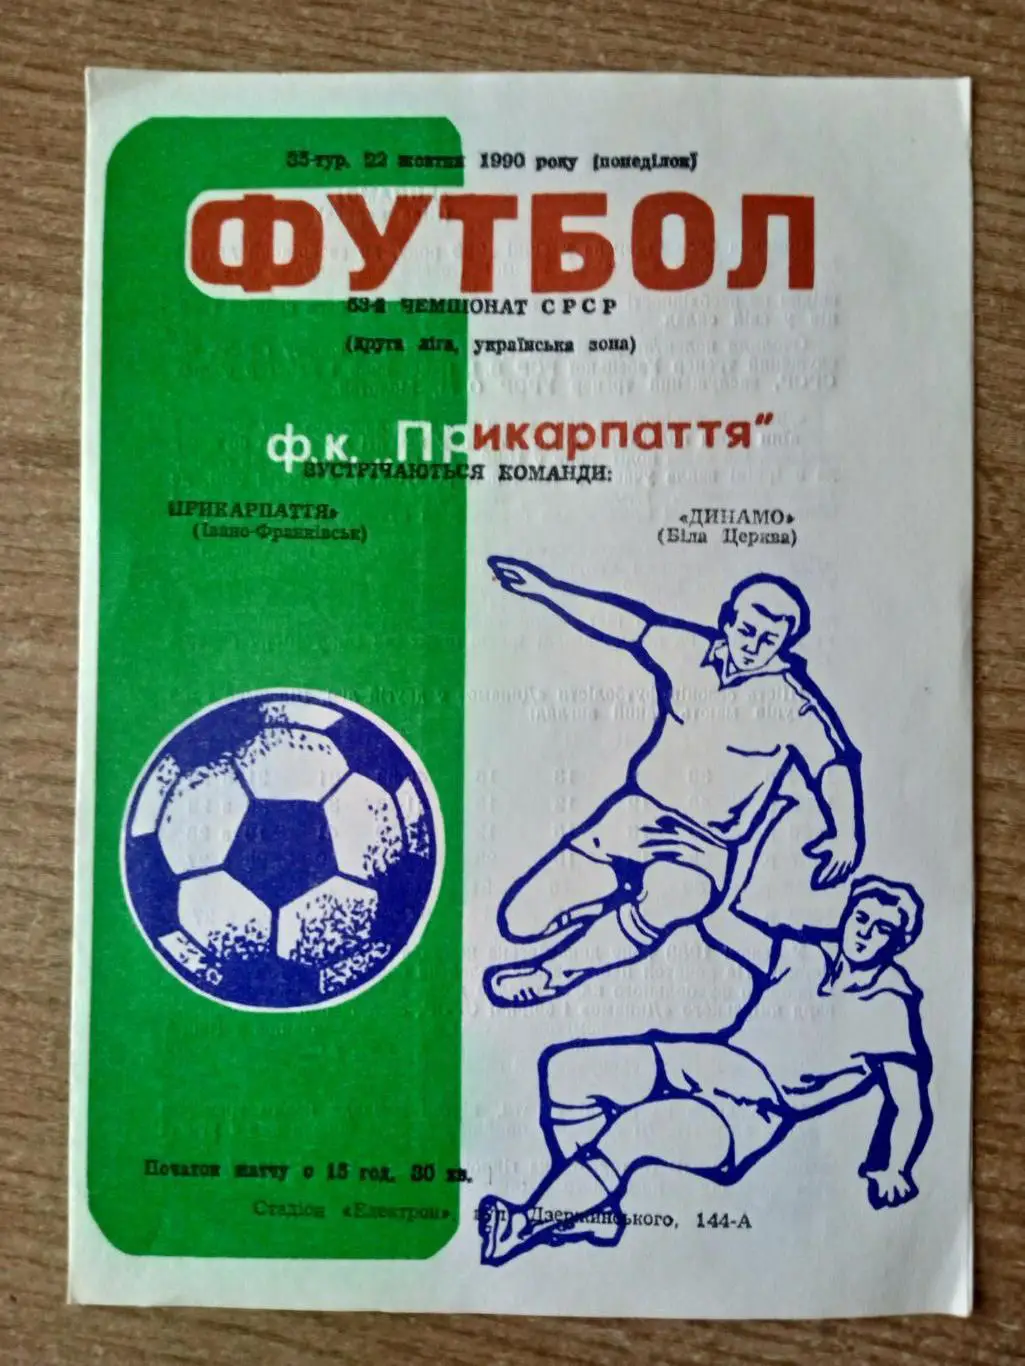 35-тур. 22 жовтня 1990 року (понеділок)
ФУТБОЛ
53-й ЧЕМПІОНАТ СРСР
(друга ліга, українська зона)
ф.к. „Прикарпаття"
ЗУСТРІЧАЮТЬСЯ КОМАНДИ:
ПРИКАРПАТТЯ» «ДИНАМО»
(Івано-Франківськ) (Біла Церква)
Початок матчу о 15 год. 30 хв.
Стадіон «Електрон», вул. Дзержинського, 144-А